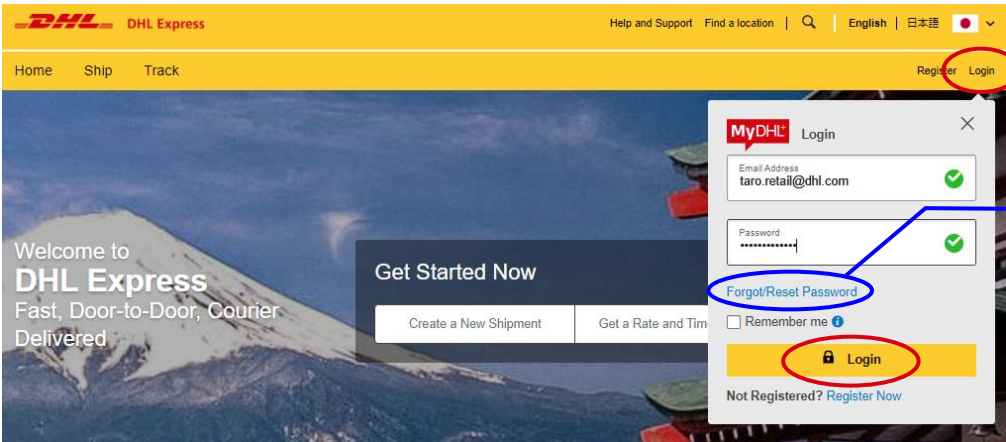 DHL DHL Express
Help and Support Find a location | English | 日本語
Home Ship Track
Register Login
MyDHL+ Login
Email Address
taro.retail@dhl.com
Password
•••••••••••••
Forgot/Reset Password
Remember me i
Login
Not Registered? Register Now
Welcome to
DHL Express
Fast, Door-to-Door, Courier
Delivered
Get Started Now
Create a New Shipment
Get a Rate and Tim